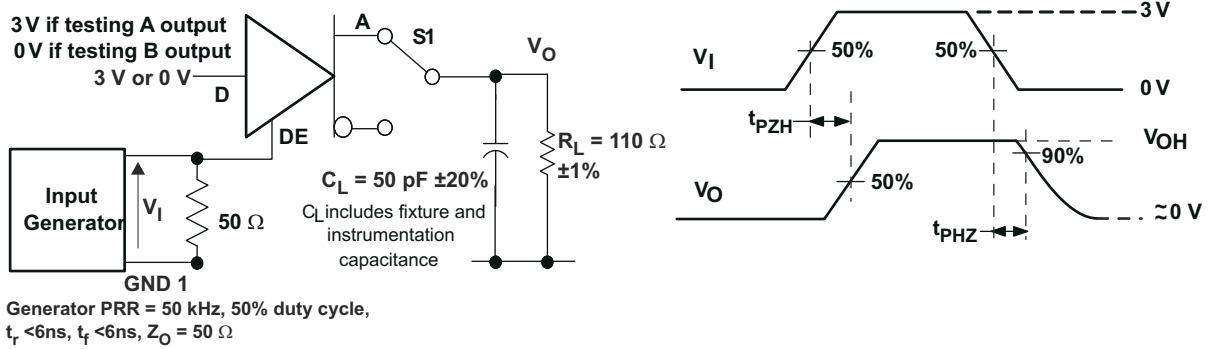 3 V if testing A output
0 V if testing B output
3 V or 0 V
D
A
S1
VO
DE
Input
Generator
VI
50 Ω
GND 1
CL = 50 pF ±20%
CL includes fixture and
instrumentation
capacitance
RL = 110 Ω
±1%
Generator PRR = 50 kHz, 50% duty cycle,
tr <6ns, tf <6ns, ZO = 50 Ω
VI
50%
50%
3 V
0 V
tPZH
VO
50%
90%
VOH
≈0 V
tPHZ